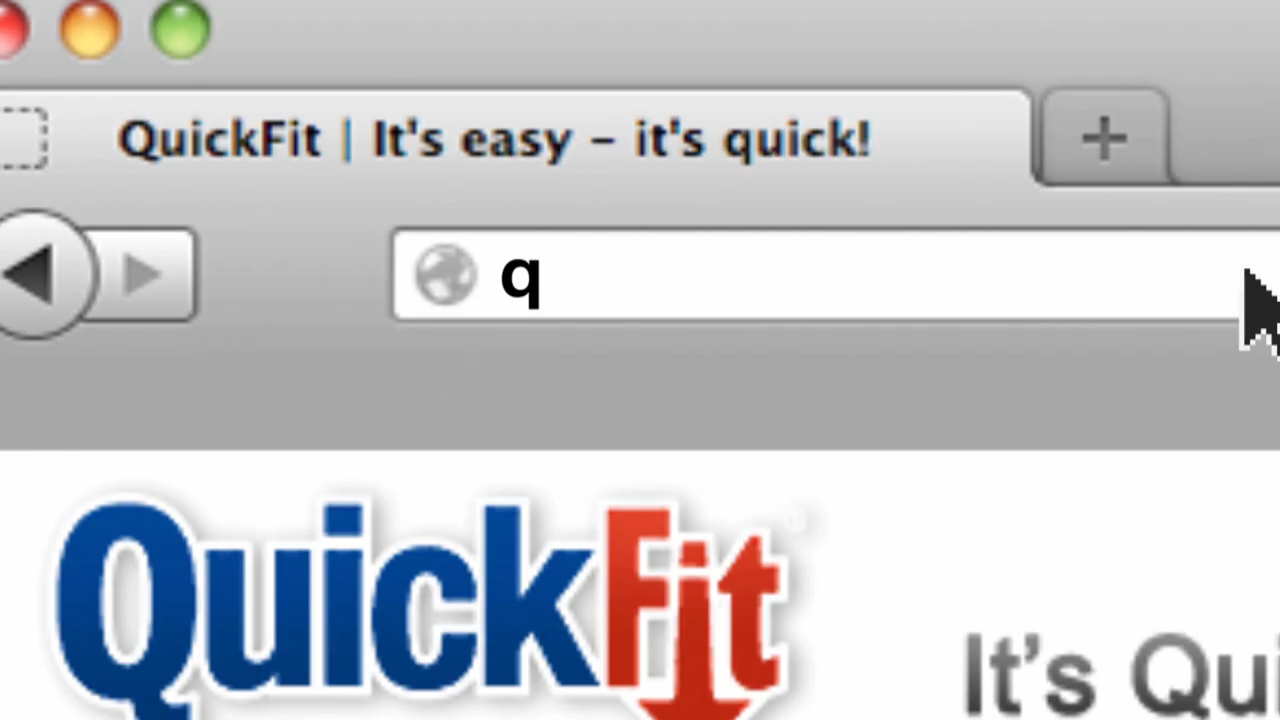 QuickFit | It's easy – it's quick!
q
QuickFit
It's Qui